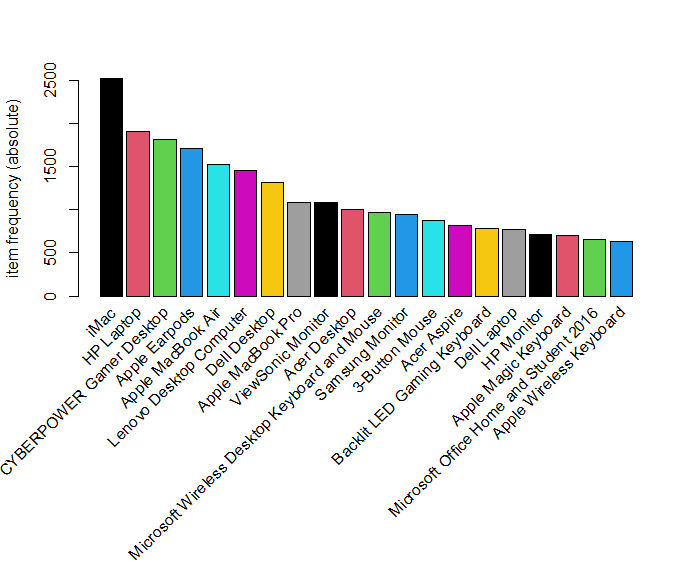 item frequency (absolute)
2500
1500
500
0
iMac
HP Laptop
CYBERPOWER Gamer Desktop
Apple Earpods
Apple MacBook Air
Lenovo Desktop Computer
Dell Desktop
Apple MacBook Pro
ViewSonic Monitor
Acer Desktop
Microsoft Wireless Desktop Keyboard and Mouse
Samsung Monitor
3-Button Mouse
Acer Aspire
Backlit LED Gaming Keyboard
Dell Laptop
HP Monitor
Apple Magic Keyboard
Microsoft Office Home and Student 2016
Apple Wireless Keyboard